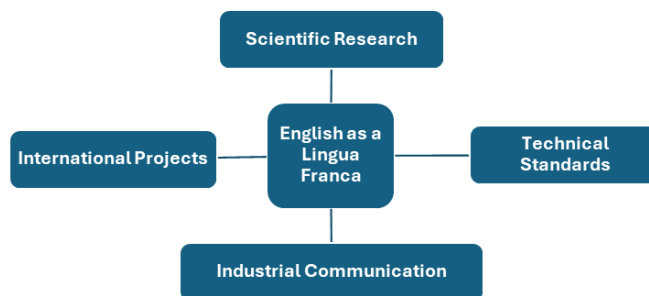 Scientific Research
English as a
Lingua
Franca
International Projects
Technical
Standards
Industrial Communication